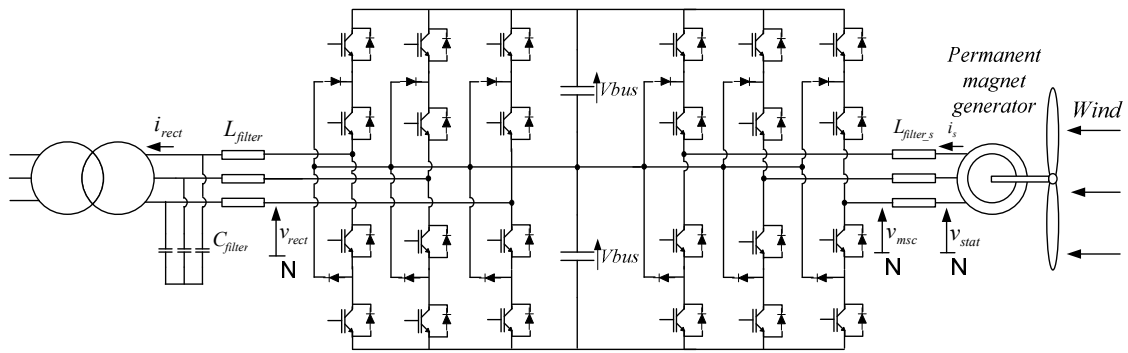 Permanent
magnet
generator
Wind
Vbus
i_rect
L_filter
L_filter_s
i_s
C_filter
v_rect
N
Vbus
v_msc
N
v_stat
N